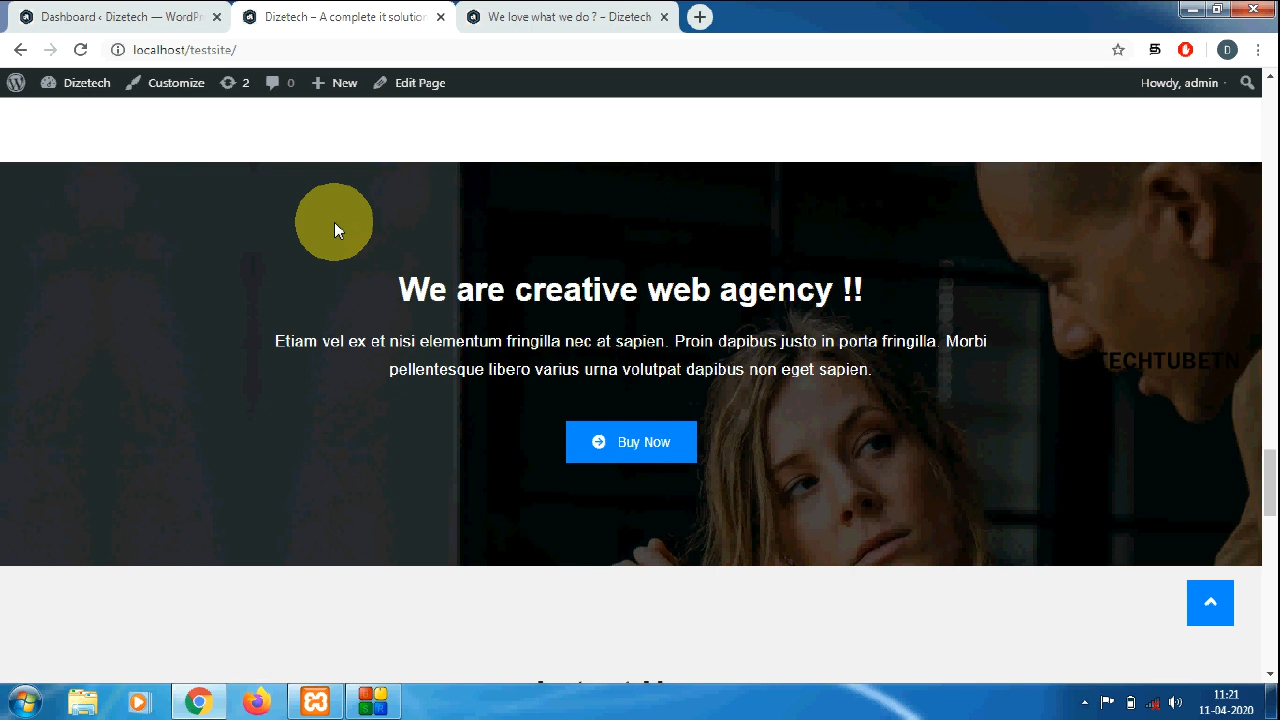 Dashboard ‹ Dizetech — WordPr
Dizetech – A complete it solution
We love what we do ? – Dizetech
localhost/testsite/
D
Dizetech
Customize
2
0
New
Edit Page
Howdy, admin
We are creative web agency !!
Etiam vel ex et nisi elementum fringilla nec at sapien. Proin dapibus justo in porta fringilla. Morbi
pellentesque libero varius urna volutpat dapibus non eget sapien.
TECHTUBETN
Buy Now
11:21
11-04-2020